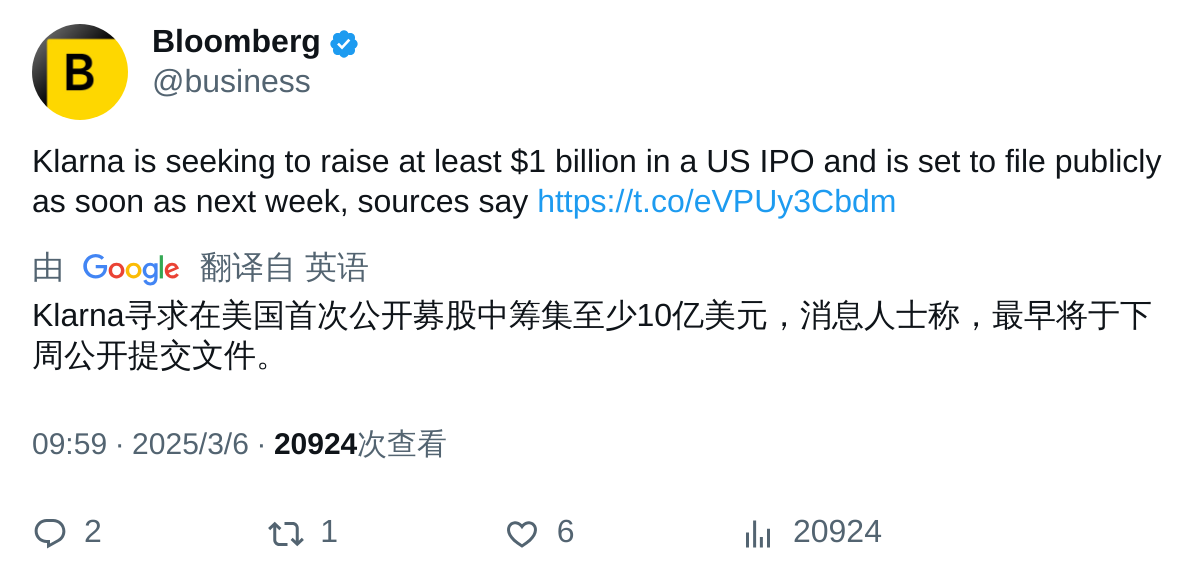 B
Bloomberg
@business
Klarna is seeking to raise at least $1 billion in a US IPO and is set to file publicly
as soon as next week, sources say https://t.co/eVPUy3Cbdm
由 Google 翻译自 英语
Klarna寻求在美国首次公开募股中筹集至少10亿美元，消息人士称，最早将于下
周公开提交文件。
09:59 · 2025/3/6 · 20924次查看
2 1 6 20924